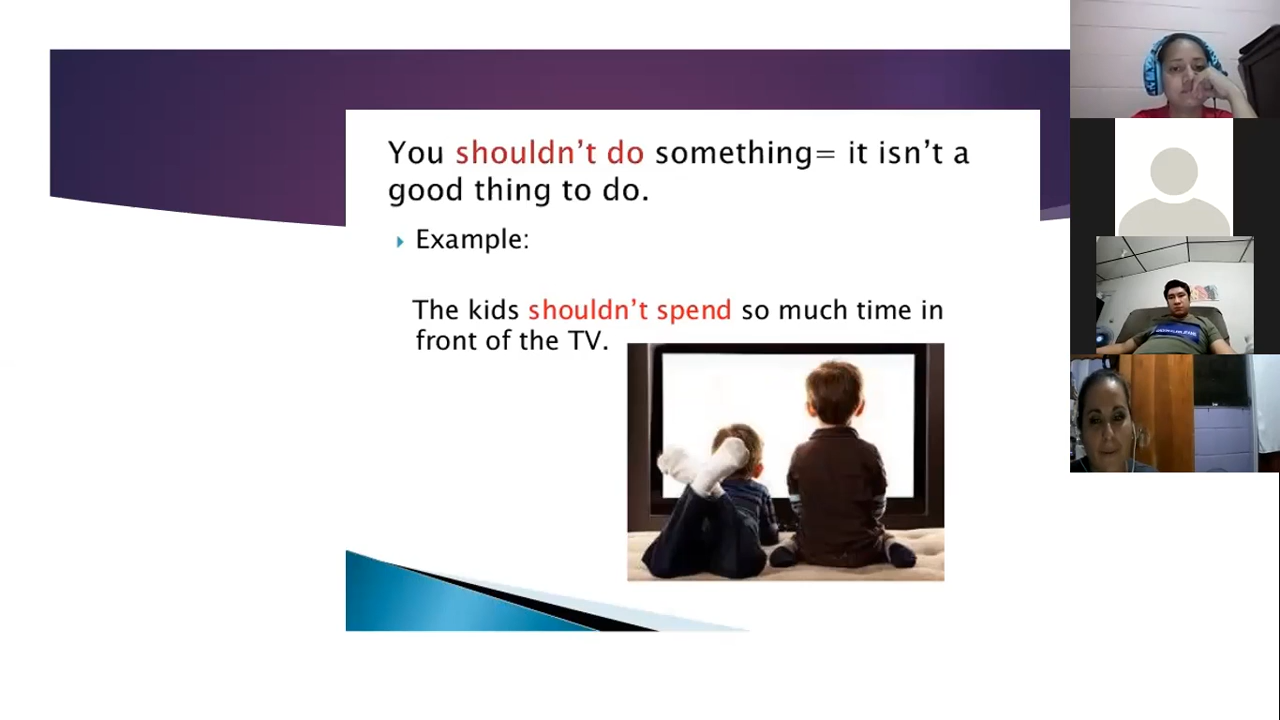 You shouldn't do something= it isn't a
good thing to do.
Example:
The kids shouldn't spend so much time in
front of the TV.